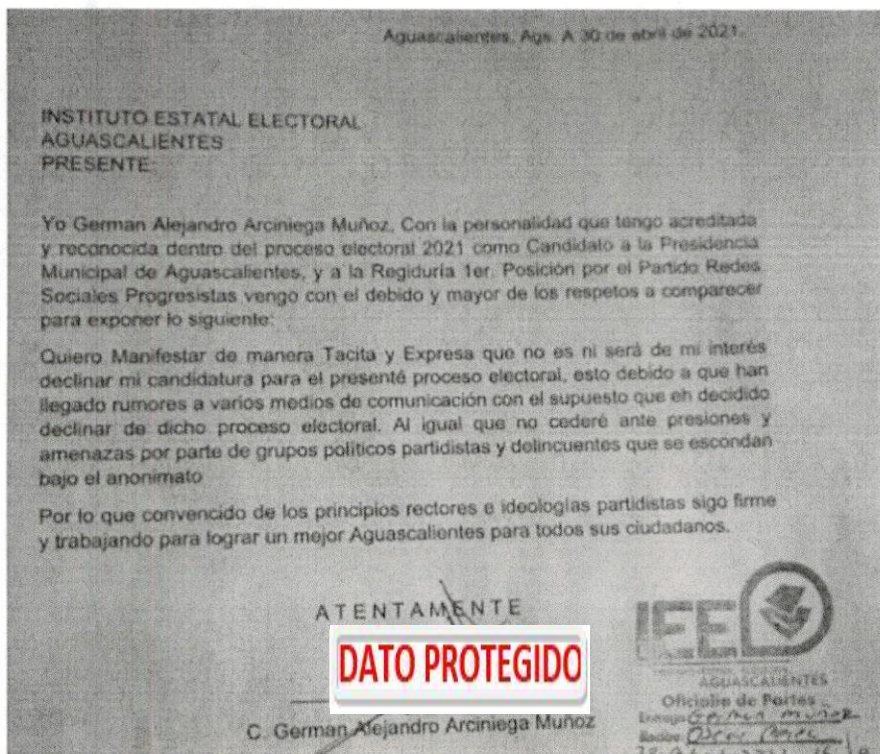 Aguascalientes, Ags. A 30 de abril de 2021.
INSTITUTO ESTATAL ELECTORAL
AGUASCALIENTES
PRESENTE:
Yo German Alejandro Arciniega Muñoz, Con la personalidad que tengo acreditada
y reconocida dentro del proceso electoral 2021 como Candidato a la Presidencia
Municipal de Aguascalientes, y a la Regiduría 1er. Posición por el Partido Redes
Sociales Progresistas vengo con el debido y mayor de los respetos a comparecer
para exponer lo siguiente:
Quiero Manifestar de manera Tacita y Expresa que no es ni será de mi interés
declinar mi candidatura para el presenté proceso electoral, esto debido a que han
llegado rumores a varios medios de comunicación con el supuesto que eh decidido
declinar de dicho proceso electoral. Al igual que no cederé ante presiones y
amenazas por parte de grupos políticos partidistas y delincuentes que se escondan
bajo el anonimato
Por lo que convencido de los principios rectores e ideologías partidistas sigo firme
y trabajando para lograr un mejor Aguascalientes para todos sus ciudadanos.
ATENTAMENTE
DATO PROTEGIDO
C. German Alejandro Arciniega Muñoz
IEE
AGUASCALIENTES
Oficialía de Partes
Entrega German Muñoz
Recibe